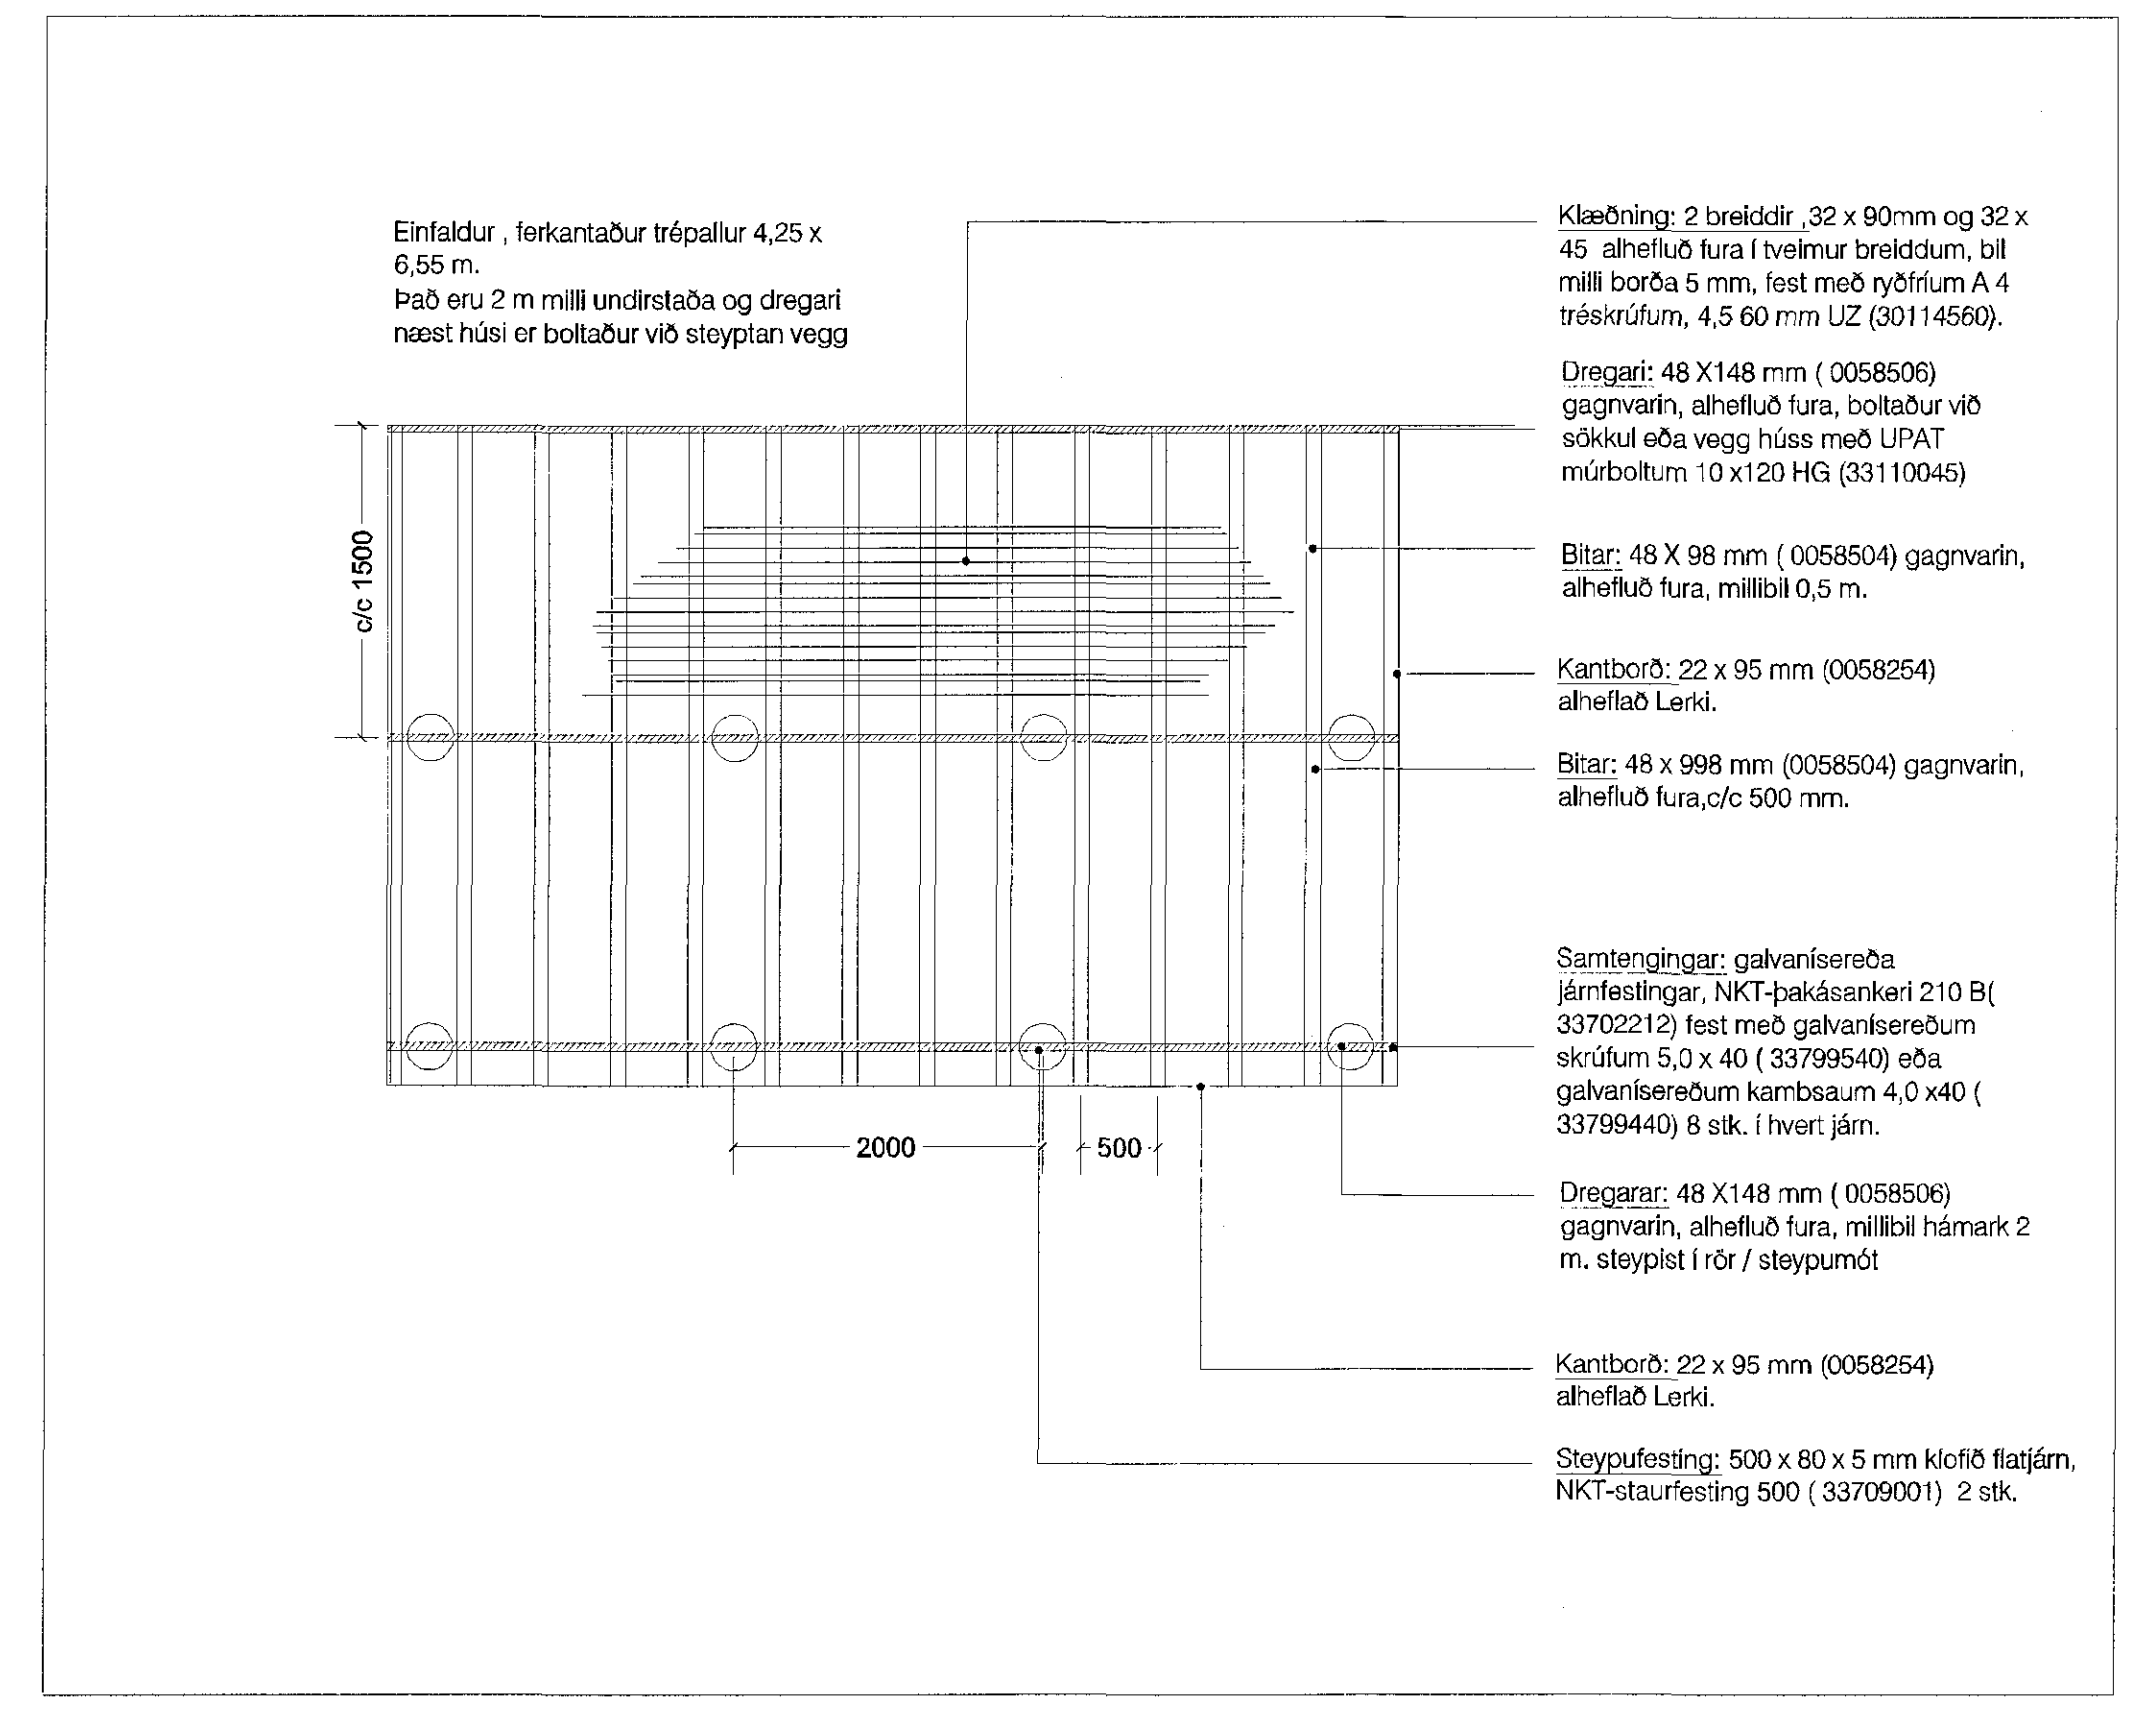 Einfaldur , ferkantaður trépallur 4,25 x
6,55 m.
Það eru 2 m milli undirstaða og dregari
næst húsi er boltaður við steyptan vegg
Klæðning: 2 breiddir ,32 x 90mm og 32 x
45 alhefluð fura í tveimur breiddum, bil
milli borða 5 mm, fest með ryðfríum A 4
tréskrúfum, 4,5 60 mm UZ (30114560).
Dregari: 48 X148 mm ( 0058506)
gagnvarin, alhefluð fura, boltaður við
sökkul eða vegg húss með UPAT
múrboltum 10 x120 HG (33110045)
c/c 1500
Bitar: 48 X 98 mm ( 0058504) gagnvarin,
alhefluð fura, millibil 0,5 m.
Kantborð: 22 x 95 mm (0058254)
alheflað Lerki.
Bitar: 48 x 998 mm (0058504) gagnvarin,
alhefluð fura,c/c 500 mm.
Samtengingar: galvanísereða
járnfestingar, NKT-þakásankeri 210 B(
33702212) fest með galvanísereðum
skrúfum 5,0 x 40 ( 33799540) eða
galvanísereðum kambsaum 4,0 x40 (
33799440) 8 stk. í hvert járn.
2000
500
Dregarar: 48 X148 mm ( 0058506)
gagnvarin, alhefluð fura, millibil hámark 2
m. steypist í rör / steypumót
Kantborð: 22 x 95 mm (0058254)
alheflað Lerki.
Steypufesting: 500 x 80 x 5 mm klofið flatjárn,
NKT-staurfesting 500 ( 33709001) 2 stk.